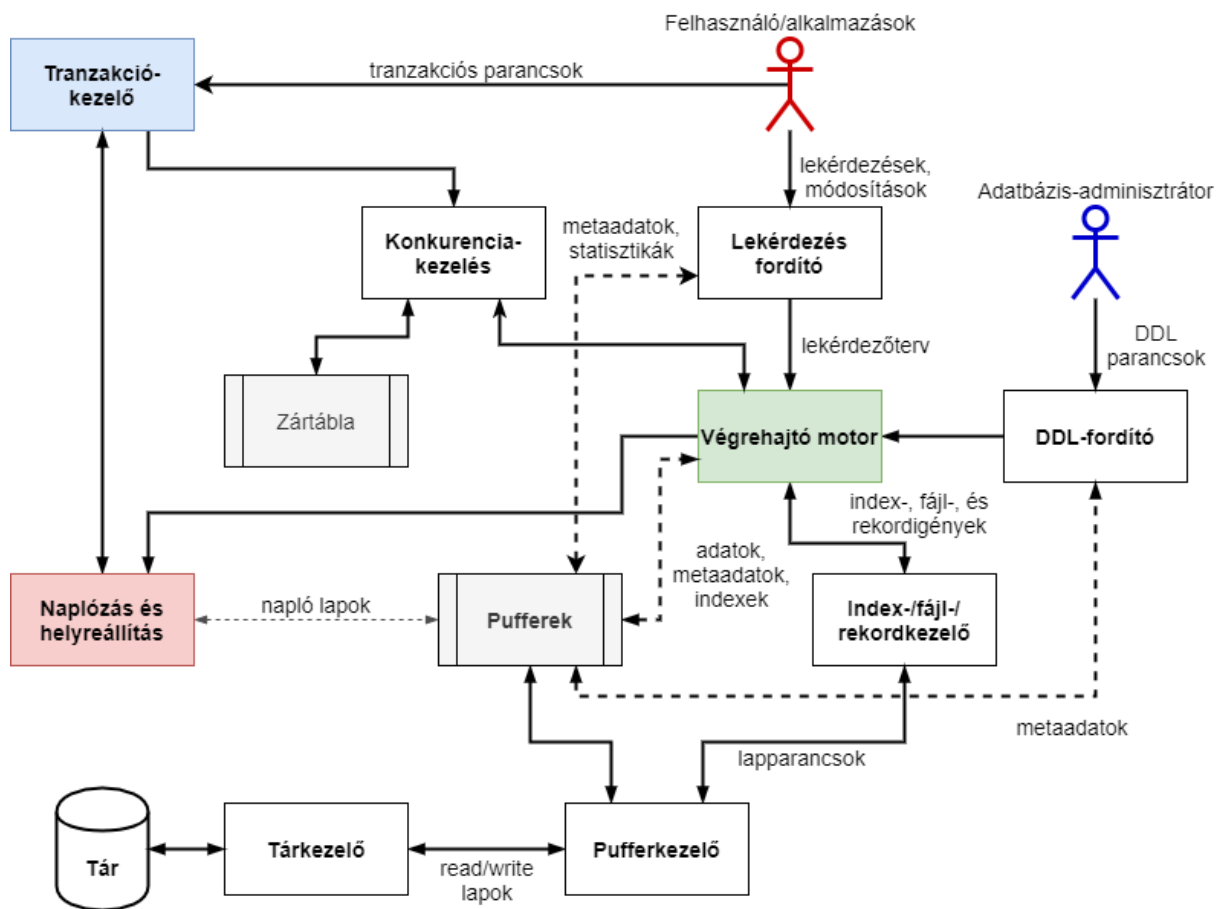 Felhasználó/alkalmazások
Tranzakció-
kezelő
tranzakciós parancsok
lekérdezések,
módosítások
Adatbázis-adminisztrátor
Konkurencia-
kezelés
metaadatok,
statisztikák
Lekérdezés
fordító
lekérdezőterv
DDL
parancsok
Zártábla
Végrehajtó motor
DDL-fordító
index-, fájl-, és
rekordigények
adatok,
metaadatok,
indexek
Naplózás és
helyreállítás
napló lapok
Pufferek
Index-/fájl-/
rekordkezelő
metaadatok
lapparancsok
Tár
Tárkezelő
read/write
lapok
Pufferkezelő